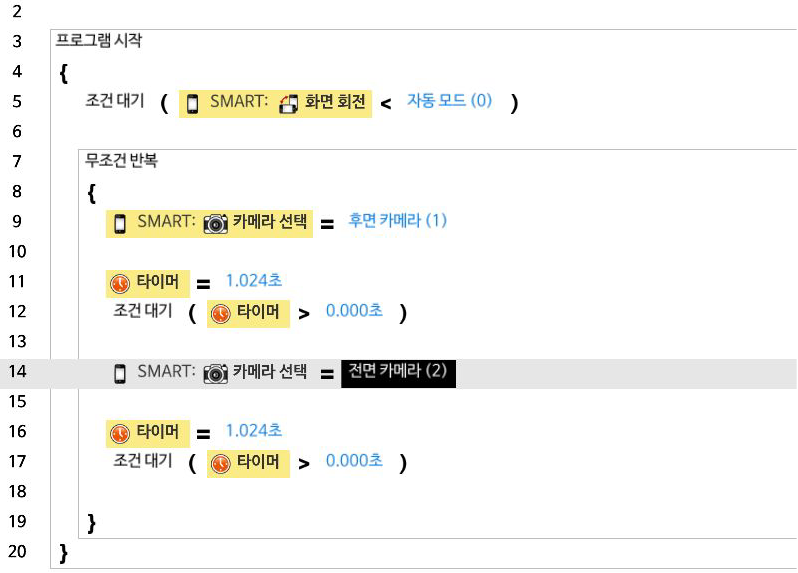 2
3 프로그램 시작
4 {
5 조건 대기 ( SMART: 화면 회전 < 자동 모드 (0) )
6
7 무조건 반복
8 {
9 SMART: 카메라 선택 = 후면 카메라 (1)
10
11 타이머 = 1.024초
12 조건 대기 ( 타이머 > 0.000초 )
13
14 SMART: 카메라 선택 = 전면 카메라 (2)
15
16 타이머 = 1.024초
17 조건 대기 ( 타이머 > 0.000초 )
18
19 }
20 }